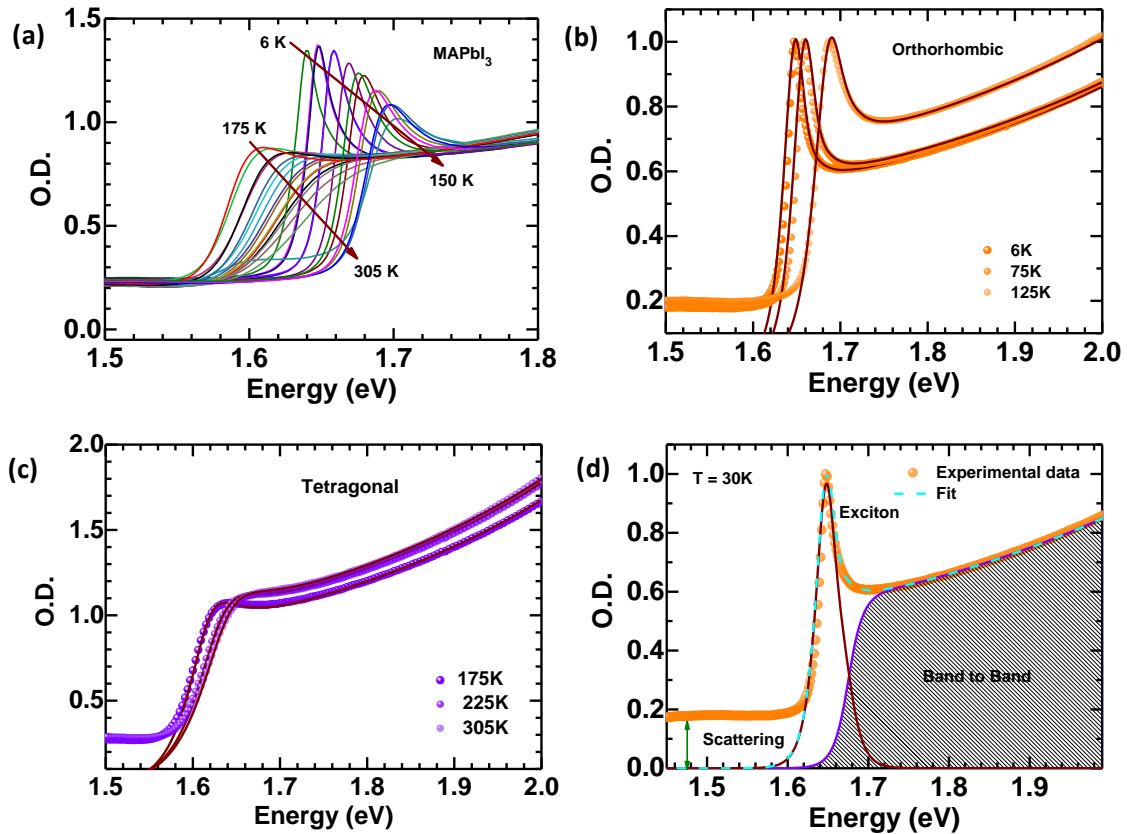 (a)
6 K
MAPbI3
175 K
150 K
305 K
O.D.
0.0
0.5
1.0
1.5
1.5
1.6
1.7
1.8
Energy (eV)
(b)
Orthorhombic
6K
75K
125K
O.D.
0.2
0.4
0.6
0.8
1.0
1.5
1.6
1.7
1.8
1.9
2.0
Energy (eV)
(c)
Tetragonal
175K
225K
305K
O.D.
0.5
1.0
1.5
2.0
1.5
1.6
1.7
1.8
1.9
2.0
Energy (eV)
(d)
T = 30K
Experimental data
Fit
Exciton
Band to Band
Scattering
O.D.
0.0
0.2
0.4
0.6
0.8
1.0
1.5
1.6
1.7
1.8
1.9
Energy (eV)